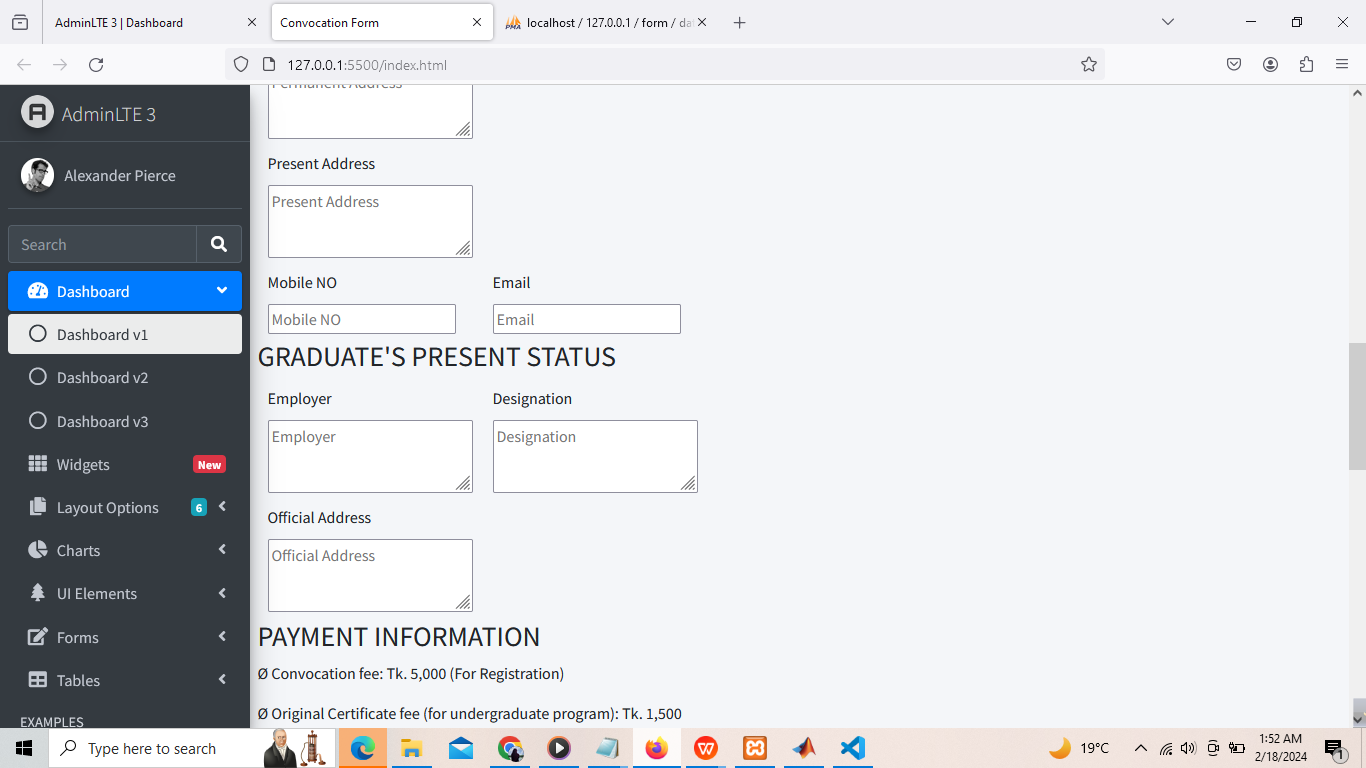 AdminLTE 3 | Dashboard
Convocation Form
localhost / 127.0.0.1 / form / da
127.0.0.1:5500/index.html
AdminLTE 3
Alexander Pierce
Search
Dashboard
Dashboard v1
Dashboard v2
Dashboard v3
Widgets
New
Layout Options
6
Charts
UI Elements
Forms
Tables
EXAMPLES
Permanent Address
Present Address
Present Address
Mobile NO
Email
Mobile NO
Email
GRADUATE'S PRESENT STATUS
Employer
Designation
Employer
Designation
Official Address
Official Address
PAYMENT INFORMATION
Ø Convocation fee: Tk. 5,000 (For Registration)
Ø Original Certificate fee (for undergraduate program): Tk. 1,500
Type here to search
19°C
1:52 AM
2/18/2024
1